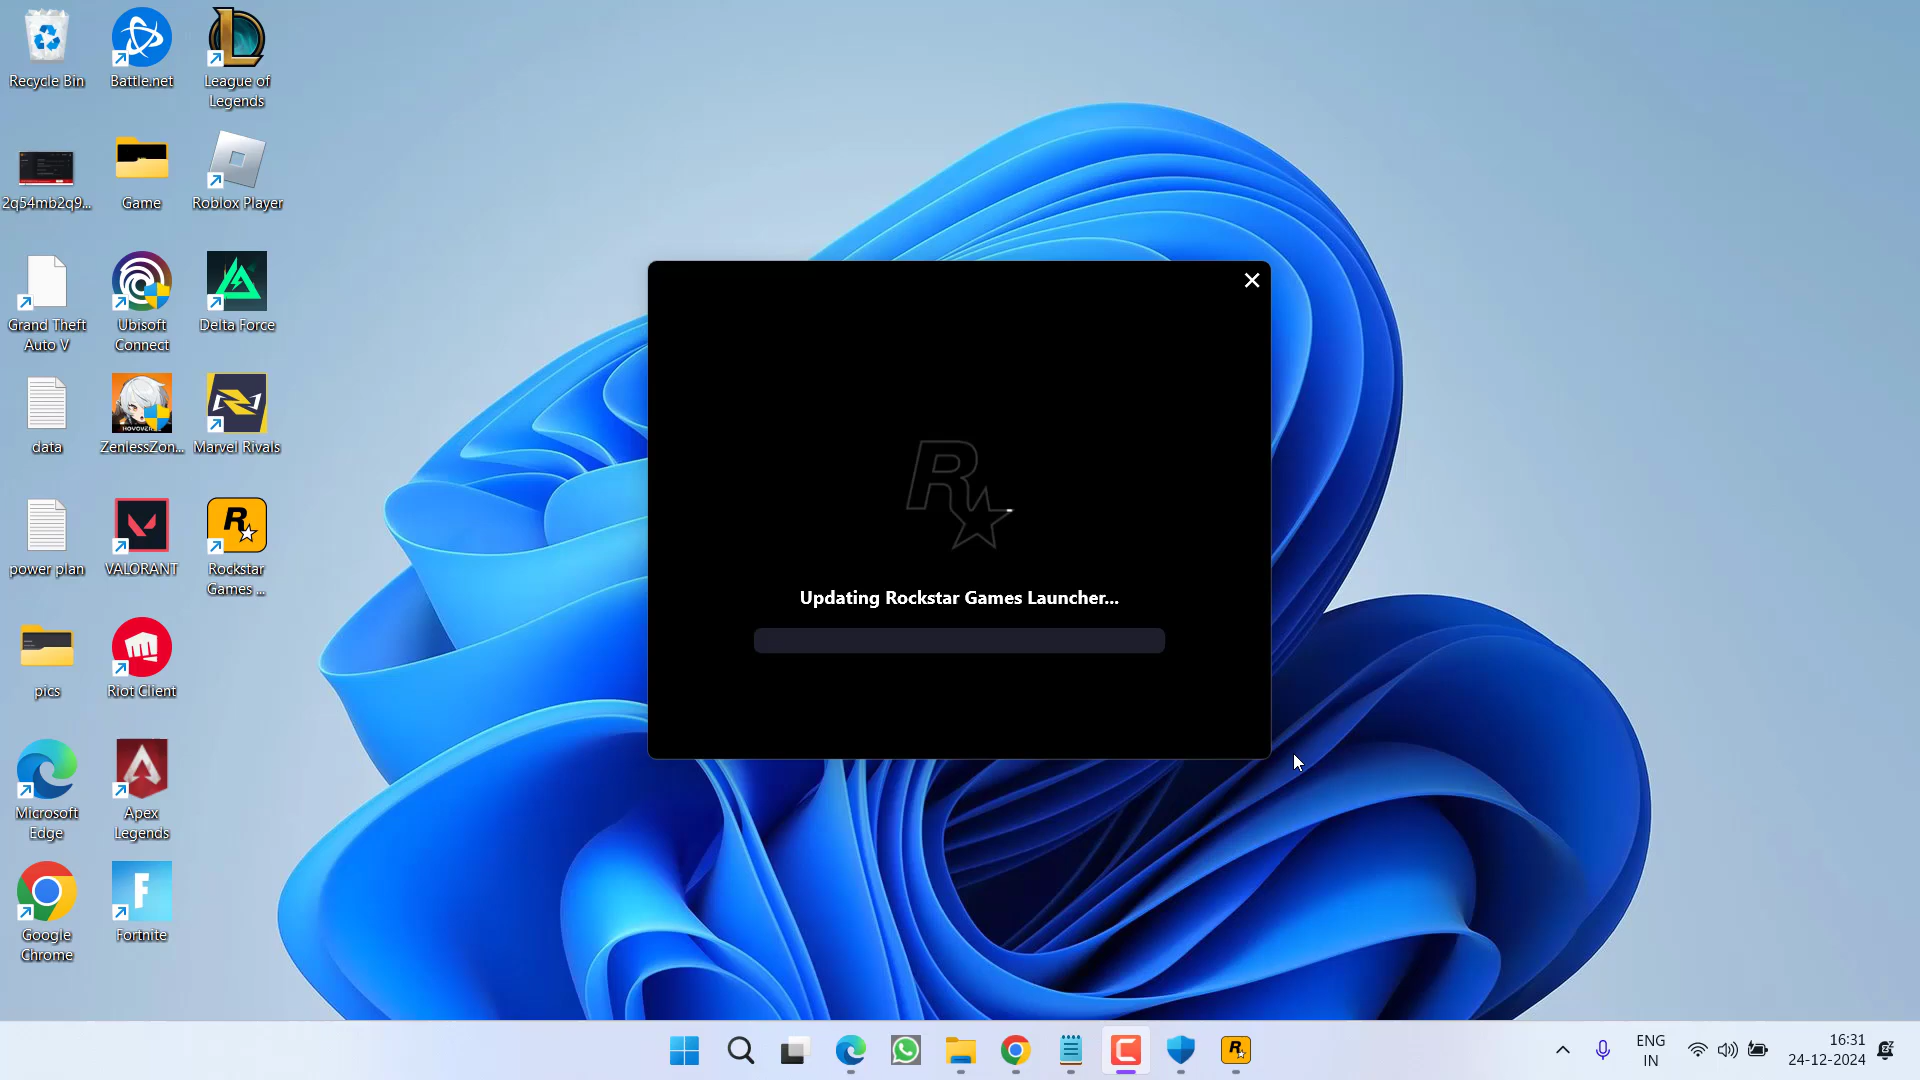 Recycle Bin
Battle.net
League of
Legends
2q54mb2q9...
Game
Roblox Player
Grand Theft
Auto V
Ubisoft
Connect
Delta Force
data
ZenlessZon...
Marvel Rivals
power plan
VALORANT
Rockstar
Games ...
pics
Riot Client
Microsoft
Edge
Apex
Legends
Google
Chrome
Fortnite
Updating Rockstar Games Launcher...
ENG
IN
16:31
24-12-2024